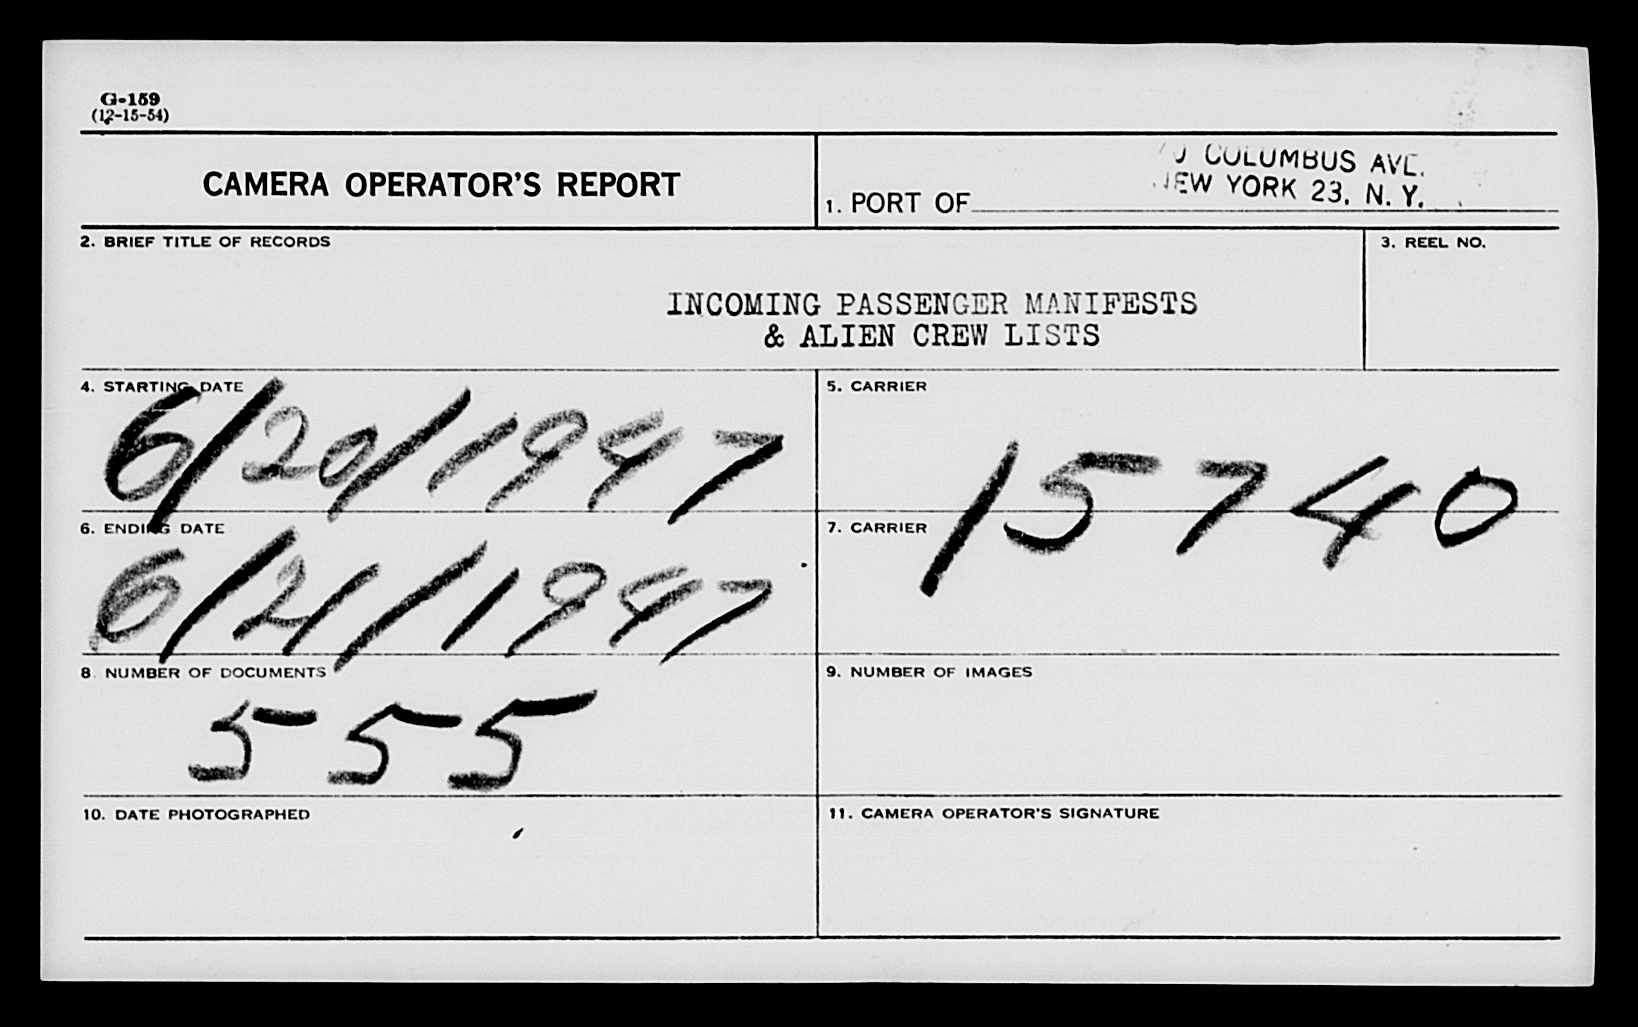 G-159
(12-15-54)
CAMERA OPERATOR'S REPORT
1. PORT OF
COLUMBUS AVE.
NEW YORK 23, N. Y.
2. BRIEF TITLE OF RECORDS
3. REEL NO.
INCOMING PASSENGER MANIFESTS
& ALIEN CREW LISTS
4. STARTING DATE
6/20/1947
5. CARRIER
15740
6. ENDING DATE
6/21/1947
7. CARRIER
8. NUMBER OF DOCUMENTS
555
9. NUMBER OF IMAGES
10. DATE PHOTOGRAPHED
11. CAMERA OPERATOR'S SIGNATURE